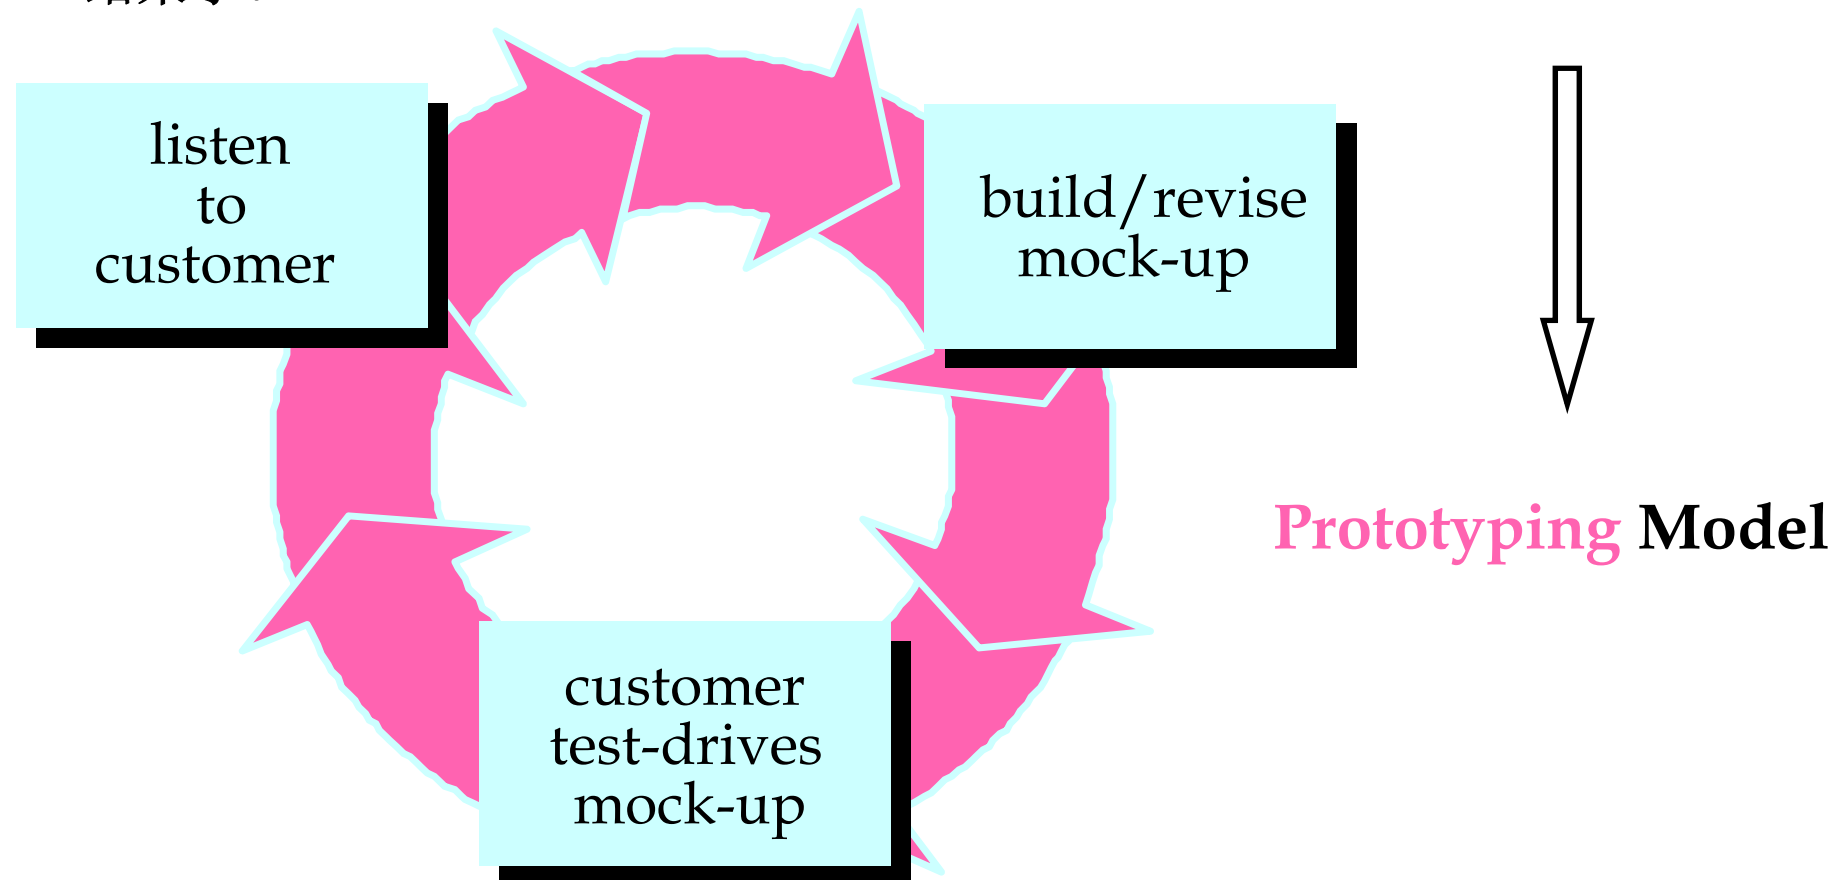 listen
to
customer
build/revise
mock-up
Prototyping Model
customer
test-drives
mock-up